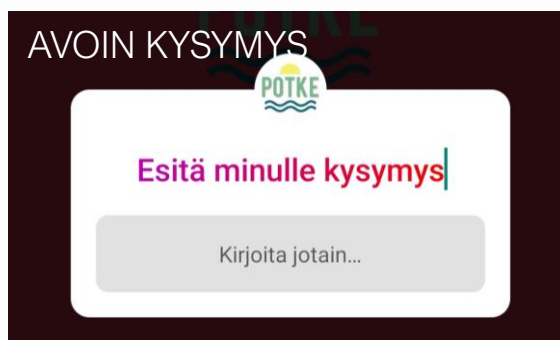 AVOIN KYSYMYS
POTKE
Esitä minulle kysymys
Kirjoita jotain...